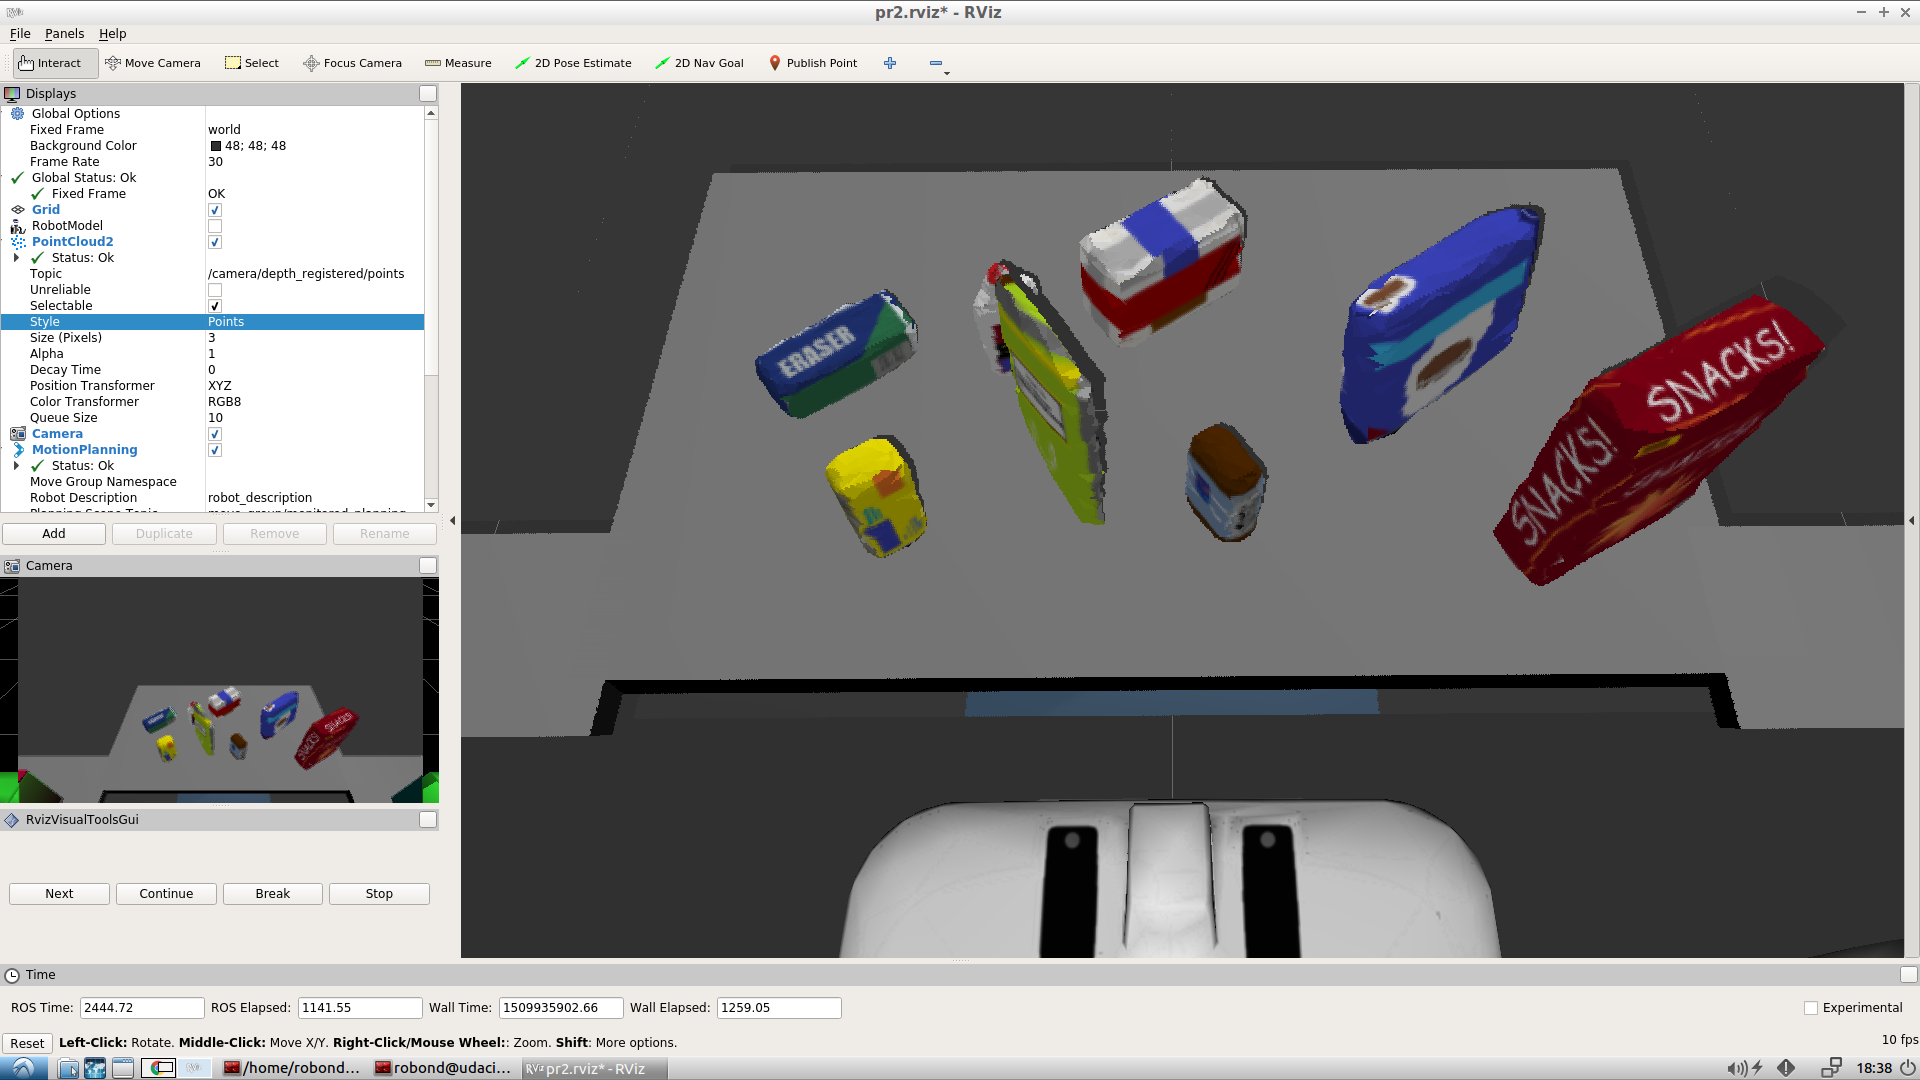 pr2.rviz* - RViz
File Panels Help
Interact Move Camera Select Focus Camera Measure 2D Pose Estimate 2D Nav Goal Publish Point
Displays
Global Options
Fixed Frame world
Background Color 48; 48; 48
Frame Rate 30
Global Status: Ok
Fixed Frame OK
Grid
RobotModel
PointCloud2
Status: Ok
Topic /camera/depth_registered/points
Unreliable
Selectable
Style Points
Size (Pixels) 3
Alpha 1
Decay Time 0
Position Transformer XYZ
Color Transformer RGB8
Queue Size 10
Camera
MotionPlanning
Status: Ok
Move Group Namespace
Robot Description robot_description
Add Duplicate Remove Rename
ERASER
SNACKS!
SNACKS!
Camera
RvizVisualToolsGui
Next Continue Break Stop
Time
ROS Time: 2444.72 ROS Elapsed: 1141.55 Wall Time: 1509935902.66 Wall Elapsed: 1259.05 Experimental
Reset Left-Click: Rotate. Middle-Click: Move X/Y. Right-Click/Mouse Wheel:: Zoom. Shift: More options. 10 fps
/home/robond... robond@udaci... pr2.rviz* - RViz 18:38